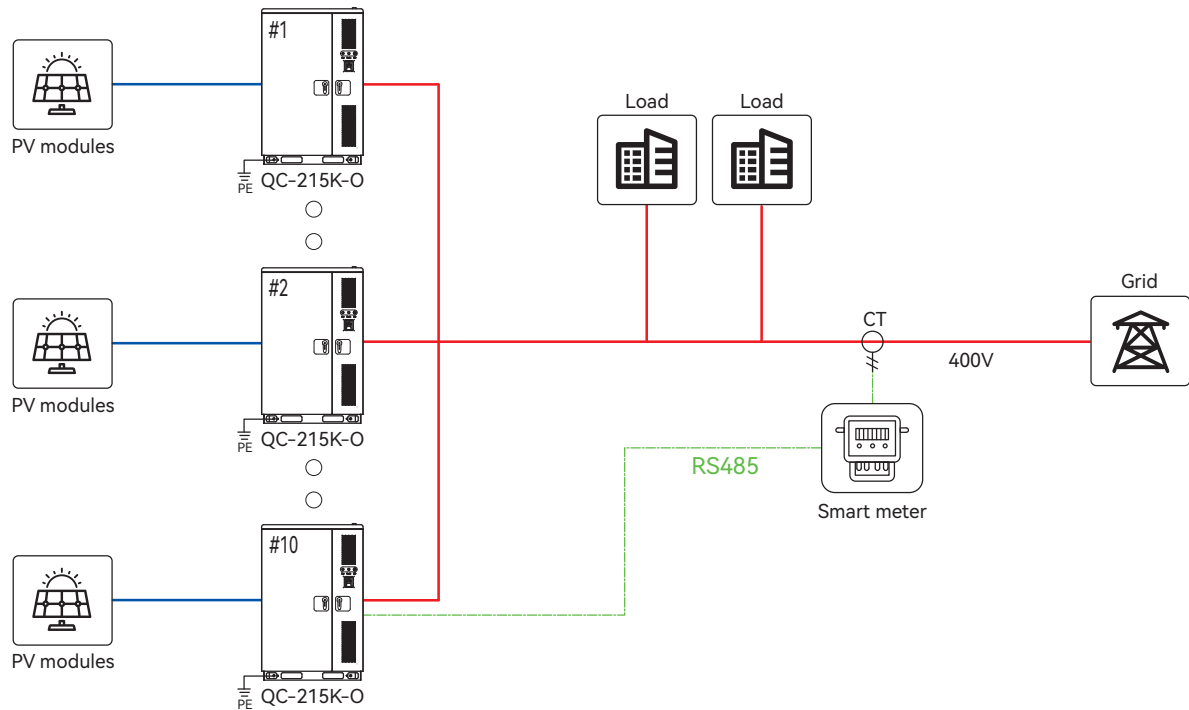 #1
PV modules
PE
QC-215K-O
Load
Load
#2
PV modules
PE
QC-215K-O
CT
400V
Grid
RS485
Smart meter
#10
PV modules
PE
QC-215K-O